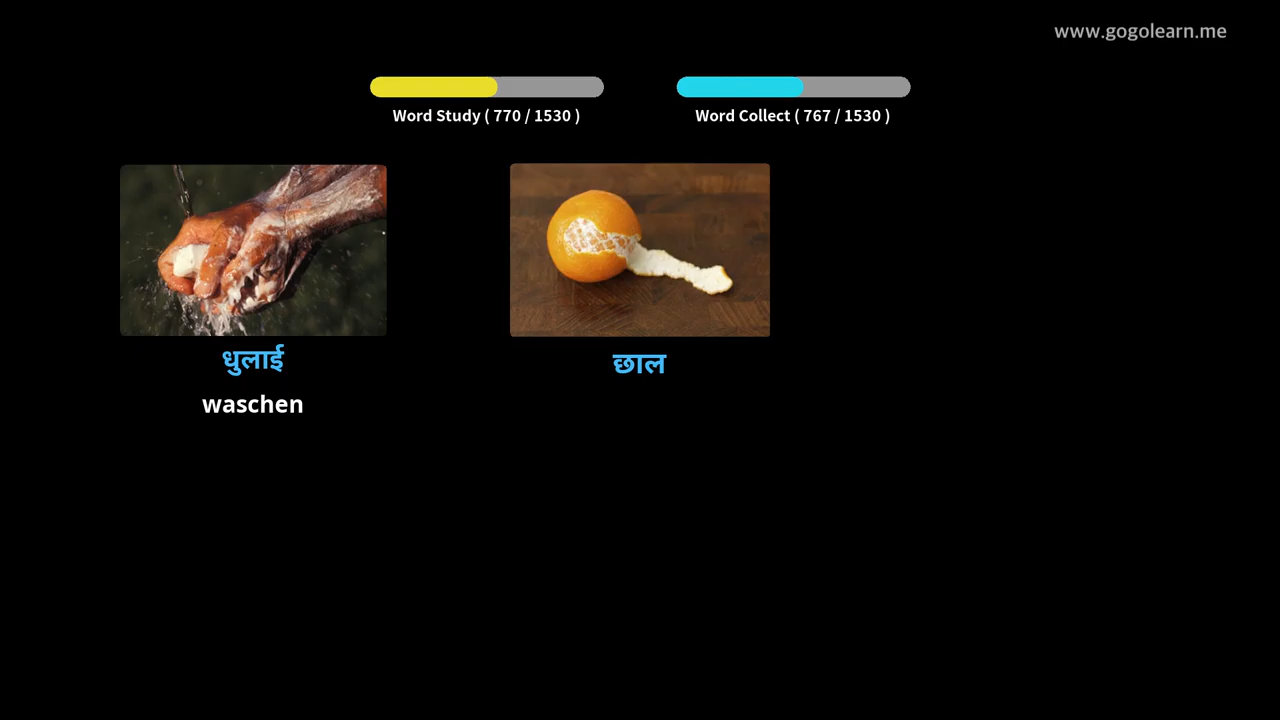 www.gogolearn.me
Word Study ( 770 / 1530 )
Word Collect ( 767 / 1530 )
धुलाई
छाल
waschen